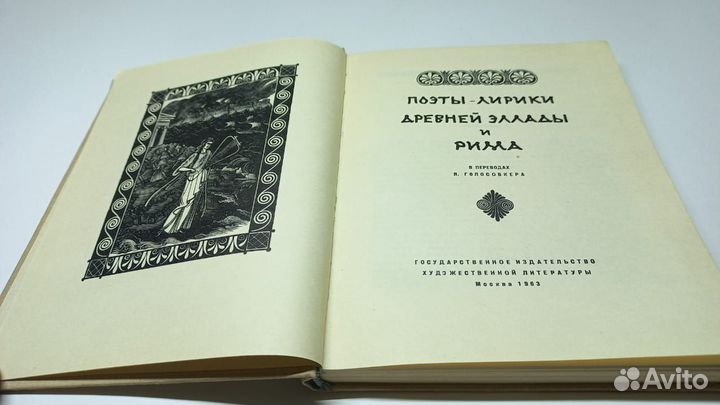 ПОЭТЫ-ЛИРИКИ
ДРЕВНЕЙ ЭЛЛАДЫ
И
РИМА
В ПЕРЕВОДАХ
Я. ГОЛОСОВКЕРА
ГОСУДАРСТВЕННОЕ ИЗДАТЕЛЬСТВО
ХУДОЖЕСТВЕННОЙ ЛИТЕРАТУРЫ
Москва 1963
Avito